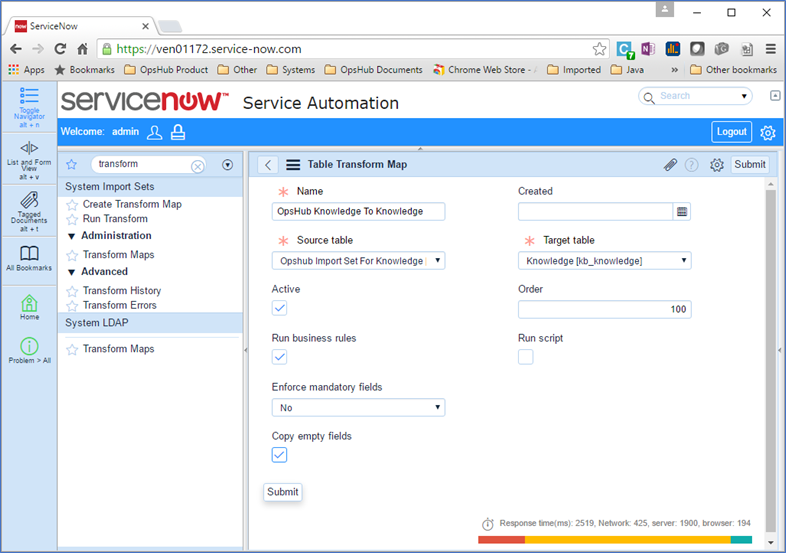 ServiceNow
https://ven01172.service-now.com
Apps Bookmarks OpsHub Product Other Systems OpsHub Documents Chrome Web Store - Imported Java » Other bookmarks
Toggle Navigator alt + n
servicenow™ Service Automation
Search
Welcome: admin
Logout
List and Form View alt + v
Tagged Documents alt + t
All Bookmarks
Home
Problem > All
transform
System Import Sets
Create Transform Map
Run Transform
Administration
Transform Maps
Advanced
Transform History
Transform Errors
System LDAP
Transform Maps
Table Transform Map
Submit
Name
OpsHub Knowledge To Knowledge
Created
Source table
Opshub Import Set For Knowledge
Target table
Knowledge [kb_knowledge]
Active
Order
100
Run business rules
Run script
Enforce mandatory fields
No
Copy empty fields
Submit
Response time(ms): 2519, Network: 425, server: 1900, browser: 194